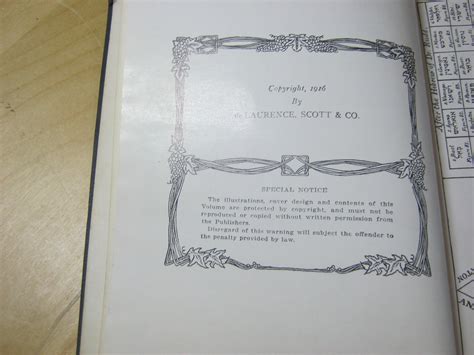 Copyright, 1916
By
de LAURENCE, SCOTT & CO.
SPECIAL NOTICE
The illustrations, cover design and contents of this
Volume are protected by copyright, and must not be
reproduced or copied without written permission from
the Publishers.
Disregard of this warning will subject the offender to
the penalty provided by law.